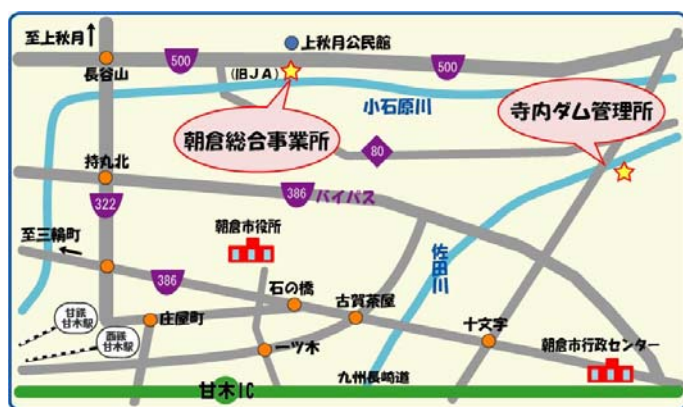 至上秋月
上秋月公民館
500
長谷山
(旧JA)
500
小石原川
寺内ダム管理所
朝倉総合事業所
80
持丸北
386
バイパス
322
朝倉市役所
至三輪町
386
佐田川
石の橋
甘鉄
甘木駅
庄屋町
古賀茶屋
西鉄
甘木駅
十文字
一ツ木
朝倉市行政センター
九州長崎道
甘木IC